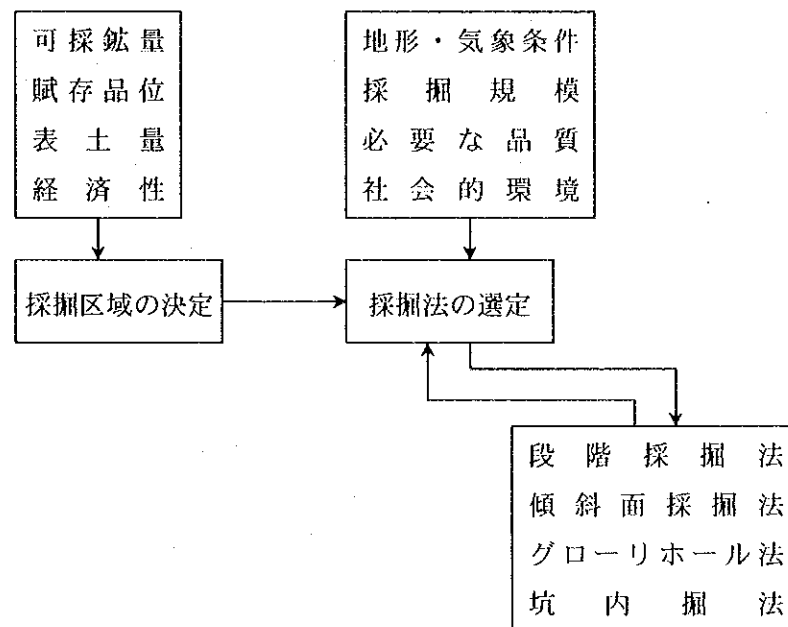 可採鉱量
賦存品位
表土量
経済性
地形・気象条件
採掘規模
必要な品質
社会的環境
採掘区域の決定
採掘法の選定
段階採掘法
傾斜面採掘法
グローリホール法
坑内掘法